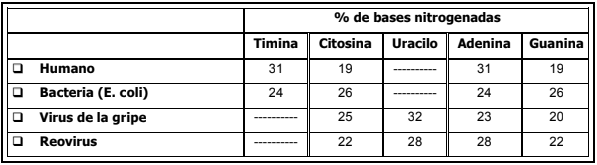 % de bases nitrogenadas
Timina Citosina Uracilo Adenina Guanina
❑ Humano 31 19 ---------- 31 19
❑ Bacteria (E. coli) 24 26 ---------- 24 26
❑ Virus de la gripe ---------- 25 32 23 20
❑ Reovirus ---------- 22 28 28 22